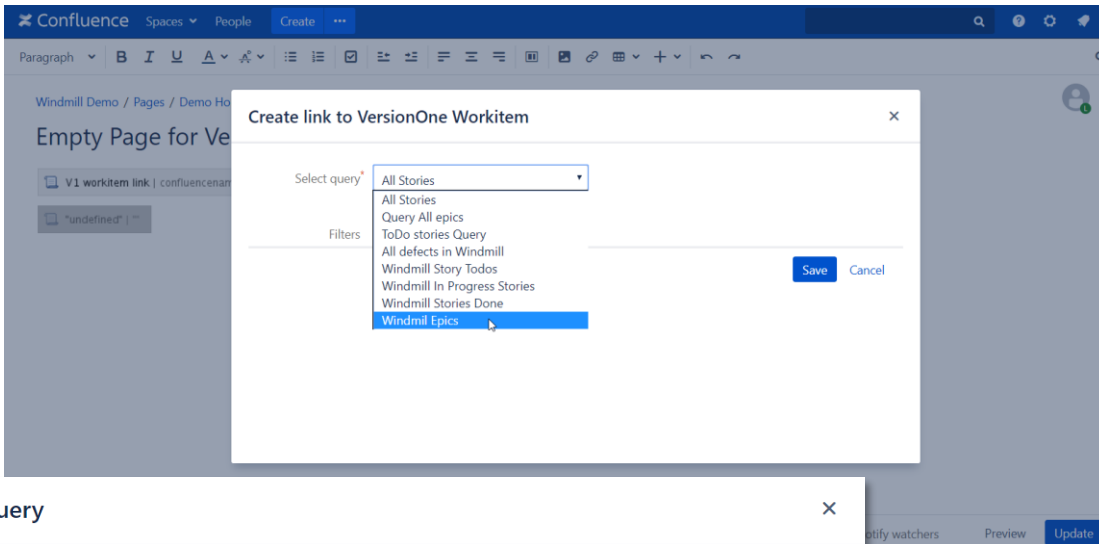 Confluence Spaces People Create ...
Paragraph B I U A
Windmill Demo / Pages / Demo Ho
Empty Page for Ve
V1 workitem link | confluencenam
"undefined" | ""
Create link to VersionOne Workitem
Select query* All Stories
All Stories
Query All epics
Filters ToDo stories Query
All defects in Windmill
Windmill Story Todos
Windmill In Progress Stories
Windmill Stories Done
Windmil Epics
Save Cancel
uery
otify watchers Preview Update